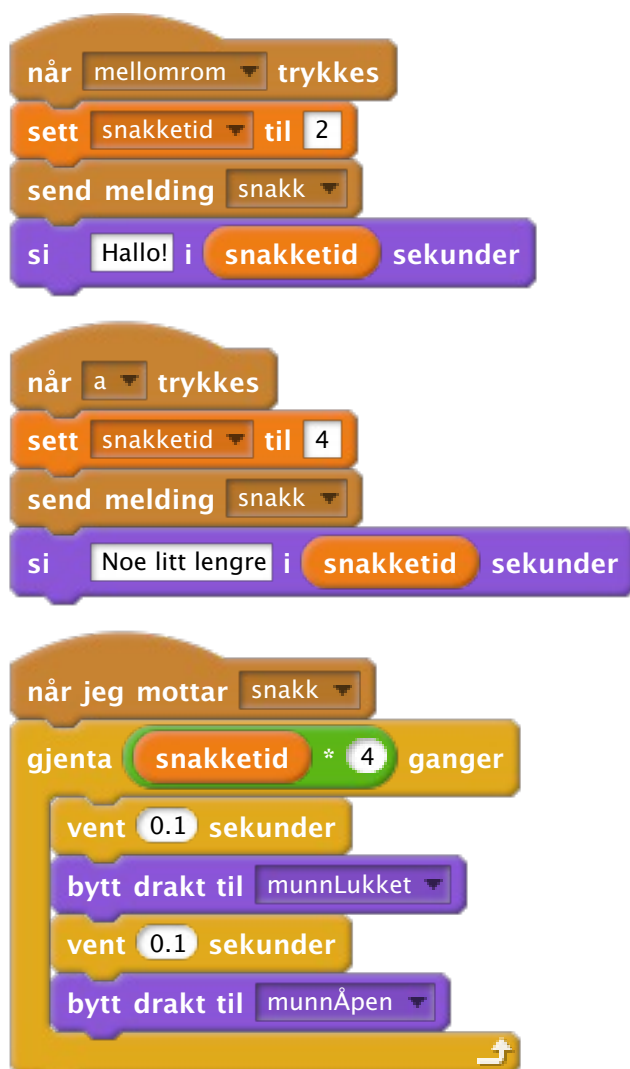 når mellomrom trykkes
sett snakketid til 2
send melding snakk
si Hallo! i snakketid sekunder
når a trykkes
sett snakketid til 4
send melding snakk
si Noe litt lengre i snakketid sekunder
når jeg mottar snakk
gjenta snakketid * 4 ganger
vent 0.1 sekunder
bytt drakt til munnLukket
vent 0.1 sekunder
bytt drakt til munnÅpen